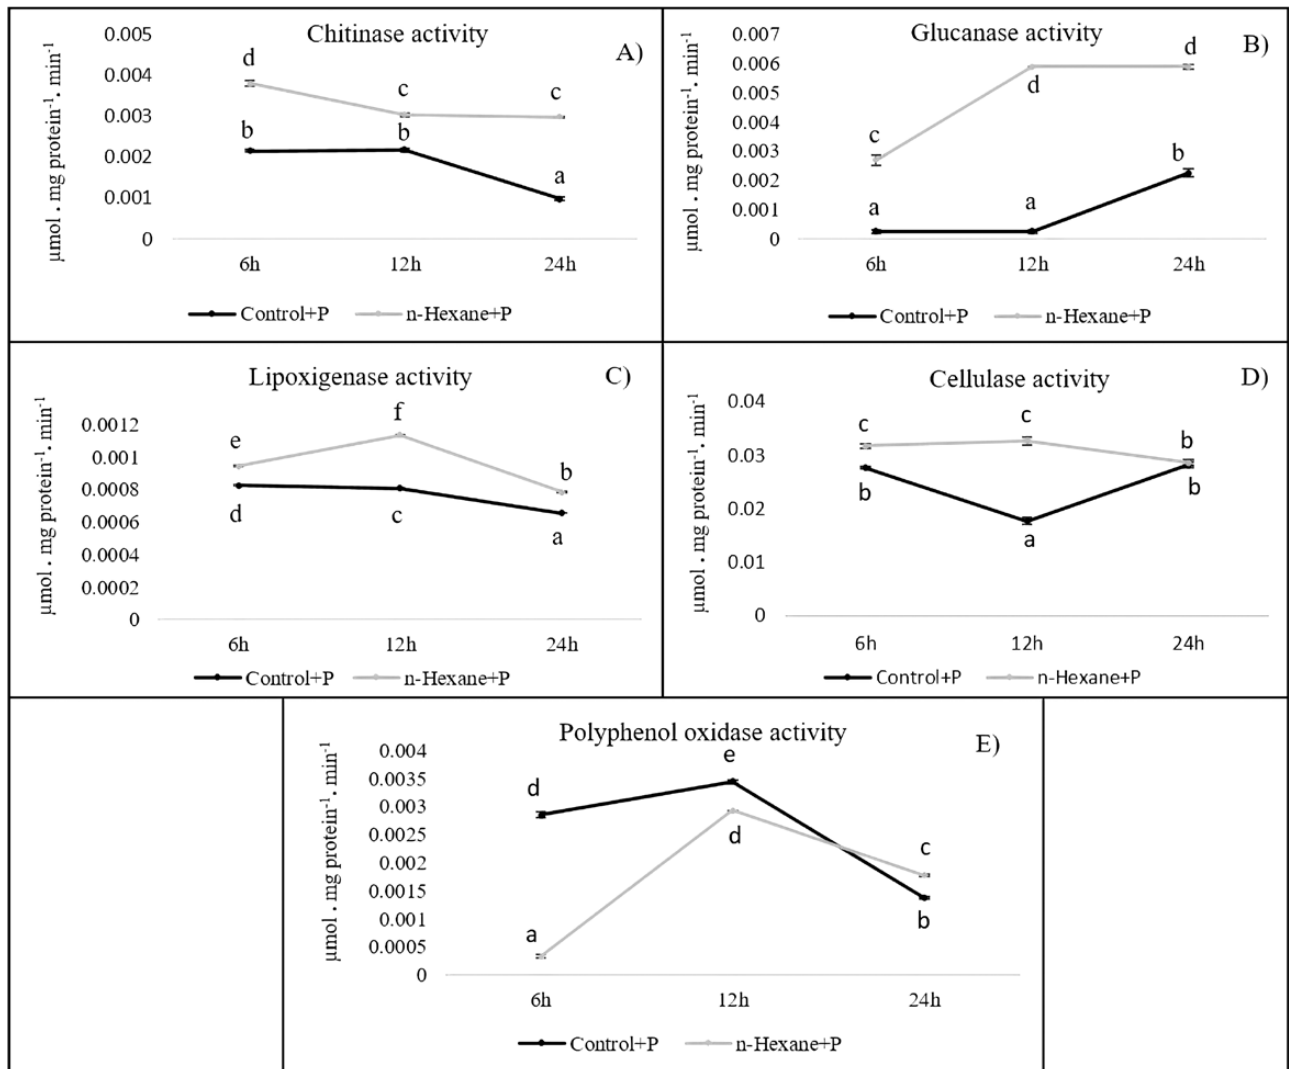 Chitinase activity
A)
µmol . mg protein⁻¹. min⁻¹
0.005
0.004
0.003
0.002
0.001
0
d
c
c
b
b
a
6h
12h
24h
Control+P
n-Hexane+P
Glucanase activity
B)
µmol . mg protein⁻¹. min⁻¹
0.007
0.006
0.005
0.004
0.003
0.002
0.001
0
c
d
d
a
a
b
6h
12h
24h
Control+P
n-Hexane+P
Lipoxigenase activity
C)
µmol . mg protein⁻¹. min⁻¹
0.0012
0.001
0.0008
0.0006
0.0004
0.0002
0
e
f
b
d
c
a
6h
12h
24h
Control+P
n-Hexane+P
Cellulase activity
D)
µmol . mg protein⁻¹. min⁻¹
0.04
0.03
0.02
0.01
0
c
c
b
b
a
b
6h
12h
24h
Control+P
n-Hexane+P
Polyphenol oxidase activity
E)
µmol . mg protein⁻¹. min⁻¹
0.004
0.0035
0.003
0.0025
0.002
0.0015
0.001
0.0005
0
d
e
c
a
d
b
6h
12h
24h
Control+P
n-Hexane+P